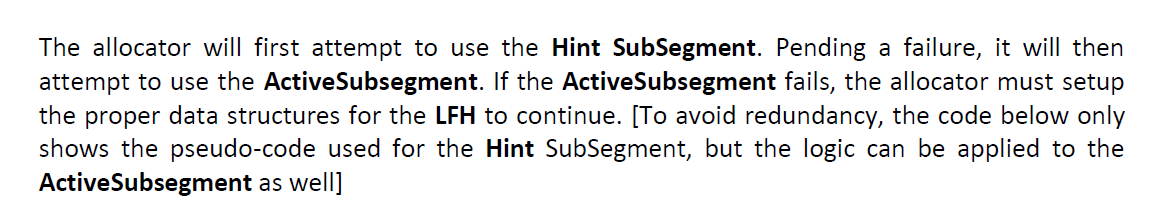 The allocator will first attempt to use the Hint SubSegment. Pending a failure, it will then
attempt to use the ActiveSubsegment. If the ActiveSubsegment fails, the allocator must setup
the proper data structures for the LFH to continue. [To avoid redundancy, the code below only
shows the pseudo-code used for the Hint SubSegment, but the logic can be applied to the
ActiveSubsegment as well]